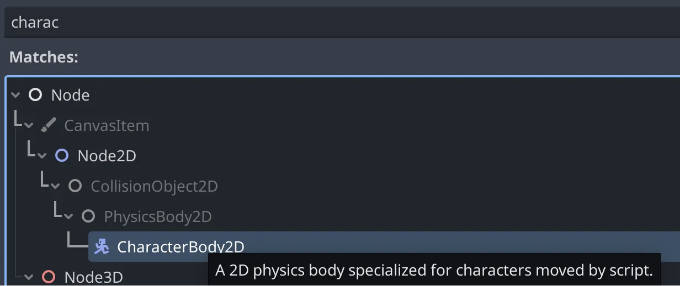 charac
Matches:
Node
CanvasItem
Node2D
CollisionObject2D
PhysicsBody2D
CharacterBody2D
A 2D physics body specialized for characters moved by script.
Node3D